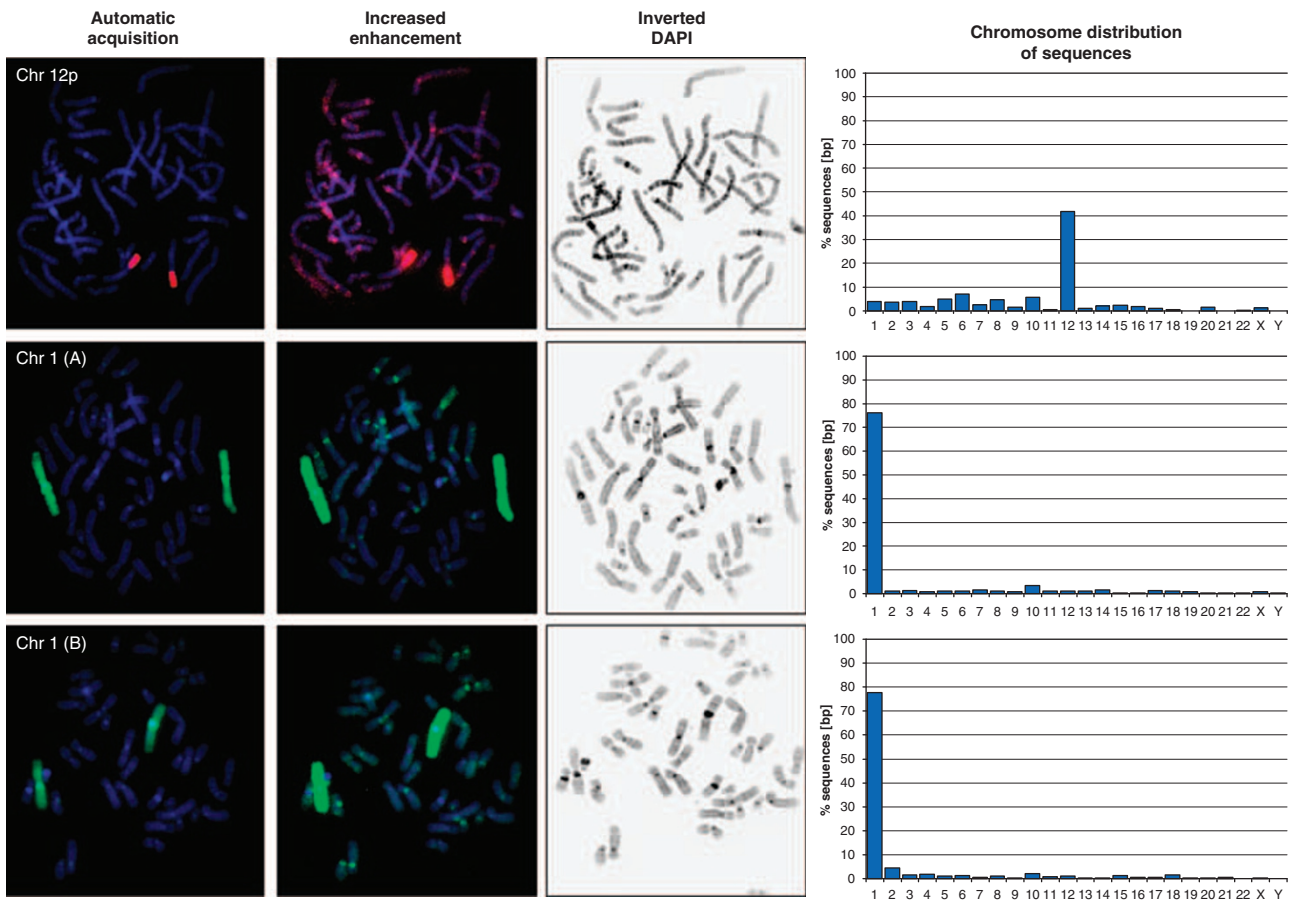 Automatic
acquisition
Increased
enhancement
Inverted
DAPI
Chromosome distribution
of sequences
Chr 12p
% sequences [bp]
100
90
80
70
60
50
40
30
20
10
0
1 2 3 4 5 6 7 8 9 10 11 12 13 14 15 16 17 18 19 20 21 22 X Y
Chr 1 (A)
% sequences [bp]
100
90
80
70
60
50
40
30
20
10
0
1 2 3 4 5 6 7 8 9 10 11 12 13 14 15 16 17 18 19 20 21 22 X Y
Chr 1 (B)
% sequences [bp]
100
90
80
70
60
50
40
30
20
10
0
1 2 3 4 5 6 7 8 9 10 11 12 13 14 15 16 17 18 19 20 21 22 X Y